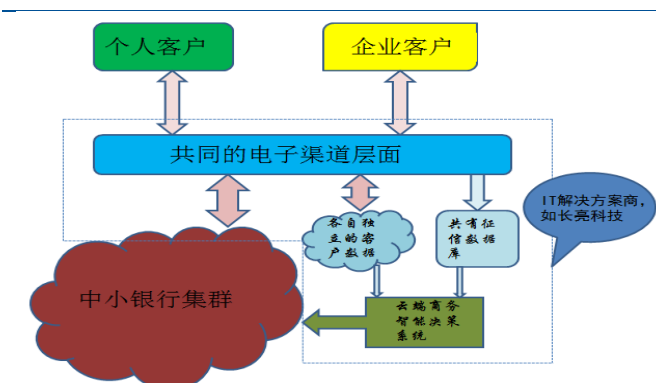 个人客户
企业客户
共同的电子渠道层面
IT解决方案商，
如长亮科技
各自独
立的客
户数据
共有征
信数据
库
中小银行集群
云端商务
智能决策
系统